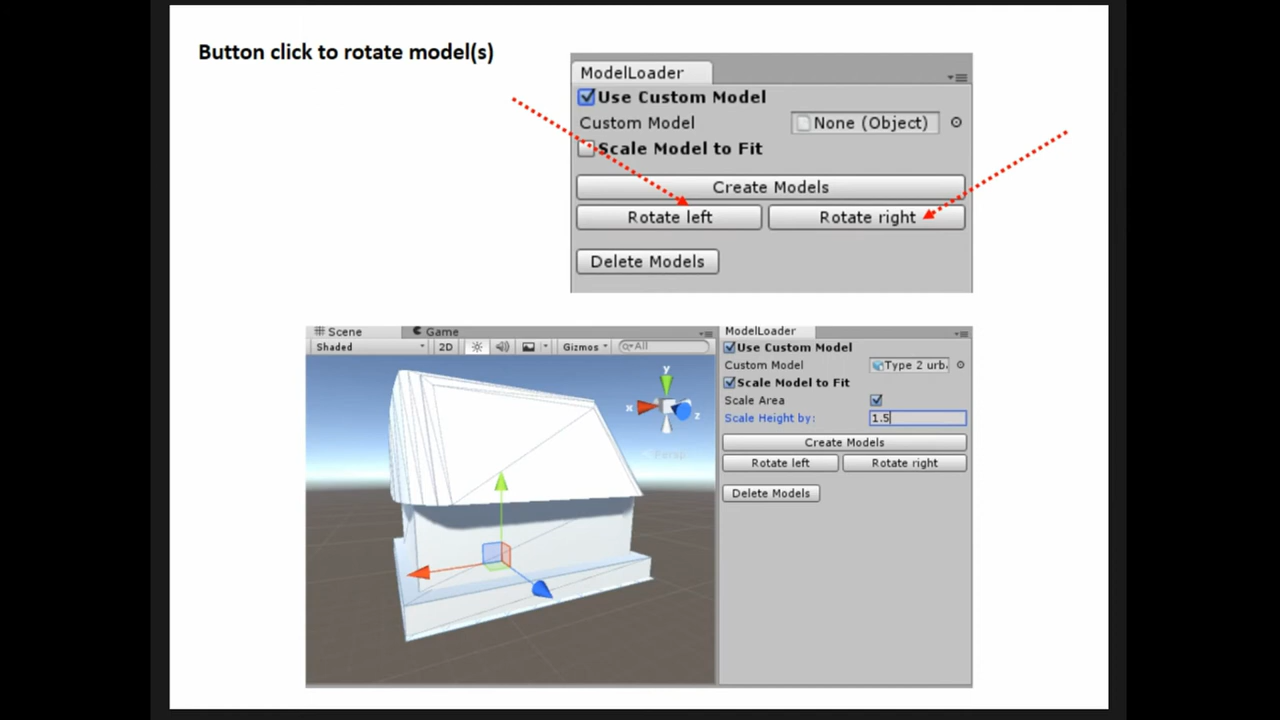 Button click to rotate model(s)
ModelLoader
Use Custom Model
Custom Model None (Object)
Scale Model to Fit
Create Models
Rotate left Rotate right
Delete Models
Scene Game
Shaded 2D Gizmos All
y
x z
Persp
ModelLoader
Use Custom Model
Custom Model Type 2 urb.
Scale Model to Fit
Scale Area
Scale Height by: 1.5
Create Models
Rotate left Rotate right
Delete Models